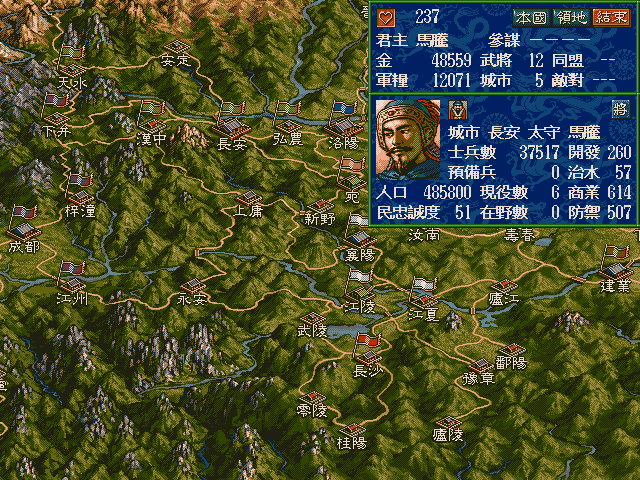 237 本國 領地 結束
君主 馬騰 參謀 ————
金 48559 武將 12 同盟 --
軍糧 12071 城市 5 敵對 ---
將
城市 長安 太守 馬騰
士兵數 37517 開發 260
預備兵 0 治水 57
人口 485800 現役數 6 商業 614
民忠誠度 51 在野數 0 防禦 507
安定
天水
下弁
漢中
長安
弘農
洛陽
宛
梓潼
上庸
新野
汝南
壽春
成都
襄陽
江州
永安
江陵
江夏
廬江
建業
武陵
長沙
鄱陽
豫章
零陵
桂陽
廬陵